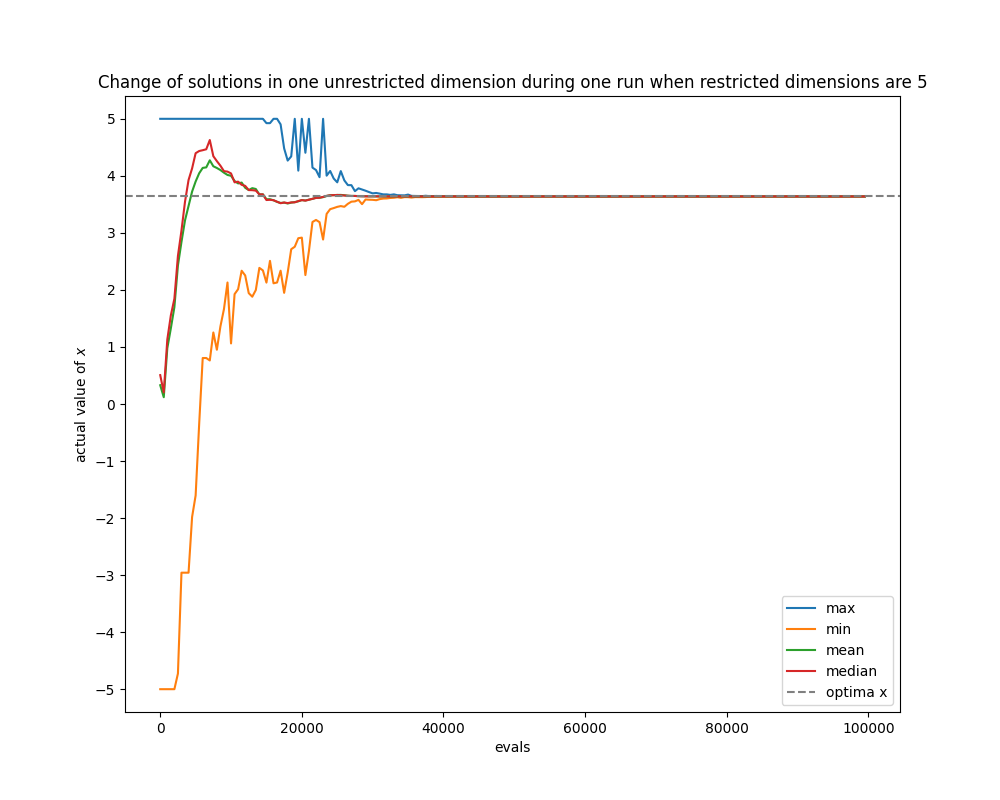 Change of solutions in one unrestricted dimension during one run when restricted dimensions are 5
5
4
3
2
1
0
−1
−2
−3
−4
−5
actual value of x
0 20000 40000 60000 80000 100000
evals
max
min
mean
median
optima x